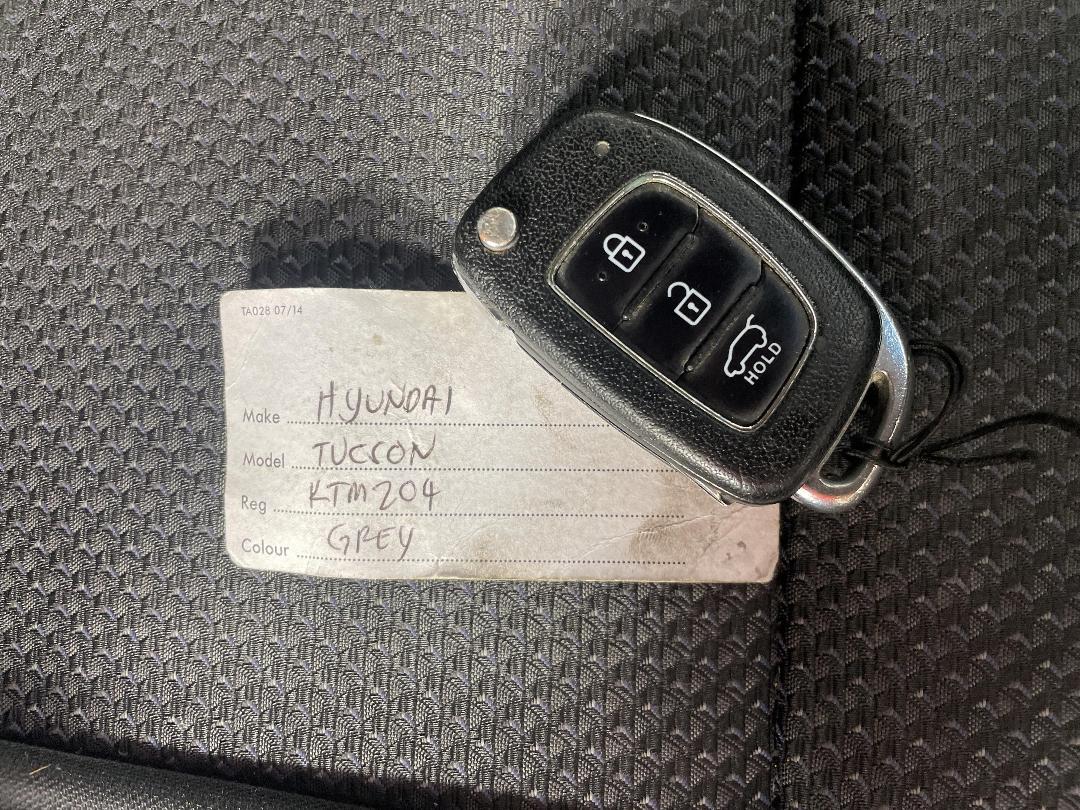 TA028 07/14
Make HYUNDAI
Model TUCCON
Reg KTM204
Colour GREY
HOLD